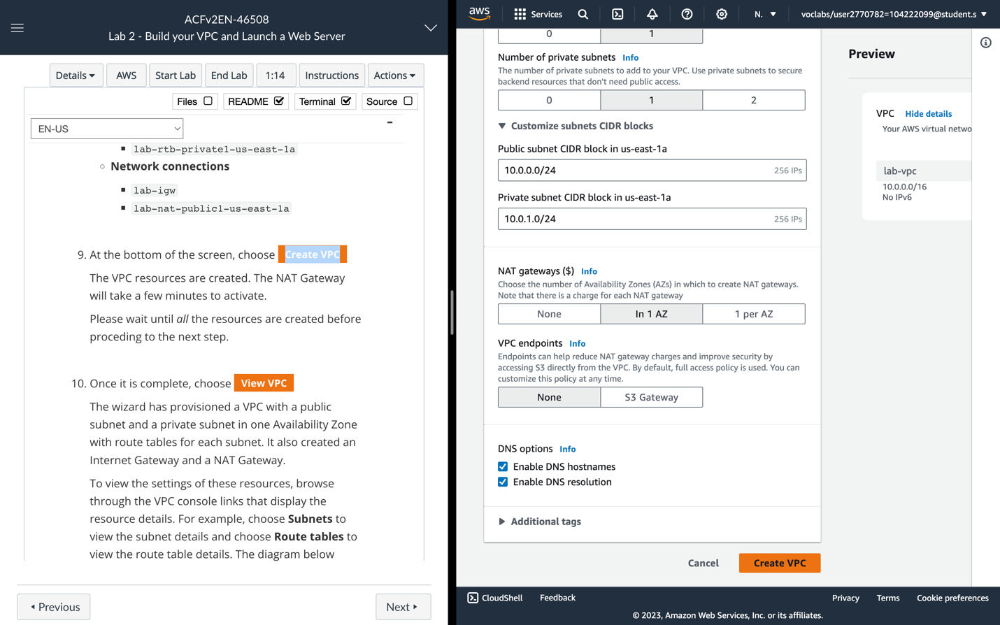 ACFv2EN-46508
Lab 2 - Build your VPC and Launch a Web Server
Details
AWS
Start Lab
End Lab
1:14
Instructions
Actions
Files
README
Terminal
Source
EN-US
lab-rtb-private1-us-east-1a
Network connections
lab-igw
lab-nat-public1-us-east-1a
9. At the bottom of the screen, choose Create VPC
The VPC resources are created. The NAT Gateway
will take a few minutes to activate.
Please wait until all the resources are created before
proceding to the next step.
10. Once it is complete, choose View VPC
The wizard has provisioned a VPC with a public
subnet and a private subnet in one Availability Zone
with route tables for each subnet. It also created an
Internet Gateway and a NAT Gateway.
To view the settings of these resources, browse
through the VPC console links that display the
resource details. For example, choose Subnets to
view the subnet details and choose Route tables to
view the route table details. The diagram below
Previous
Next
aws
Services
N.
voclabs/user2770782=104222099@student.s
0
1
Number of private subnets Info
The number of private subnets to add to your VPC. Use private subnets to secure
backend resources that don't need public access.
0
1
2
Customize subnets CIDR blocks
Public subnet CIDR block in us-east-1a
10.0.0.0/24
256 IPs
Private subnet CIDR block in us-east-1a
10.0.1.0/24
256 IPs
NAT gateways ($) Info
Choose the number of Availability Zones (AZs) in which to create NAT gateways.
Note that there is a charge for each NAT gateway
None
In 1 AZ
1 per AZ
VPC endpoints Info
Endpoints can help reduce NAT gateway charges and improve security by
accessing S3 directly from the VPC. By default, full access policy is used. You can
customize this policy at any time.
None
S3 Gateway
DNS options Info
Enable DNS hostnames
Enable DNS resolution
Additional tags
Cancel
Create VPC
Preview
VPC Hide details
Your AWS virtual netwo
lab-vpc
10.0.0.0/16
No IPv6
CloudShell
Feedback
Privacy
Terms
Cookie preferences
© 2023, Amazon Web Services, Inc. or its affiliates.